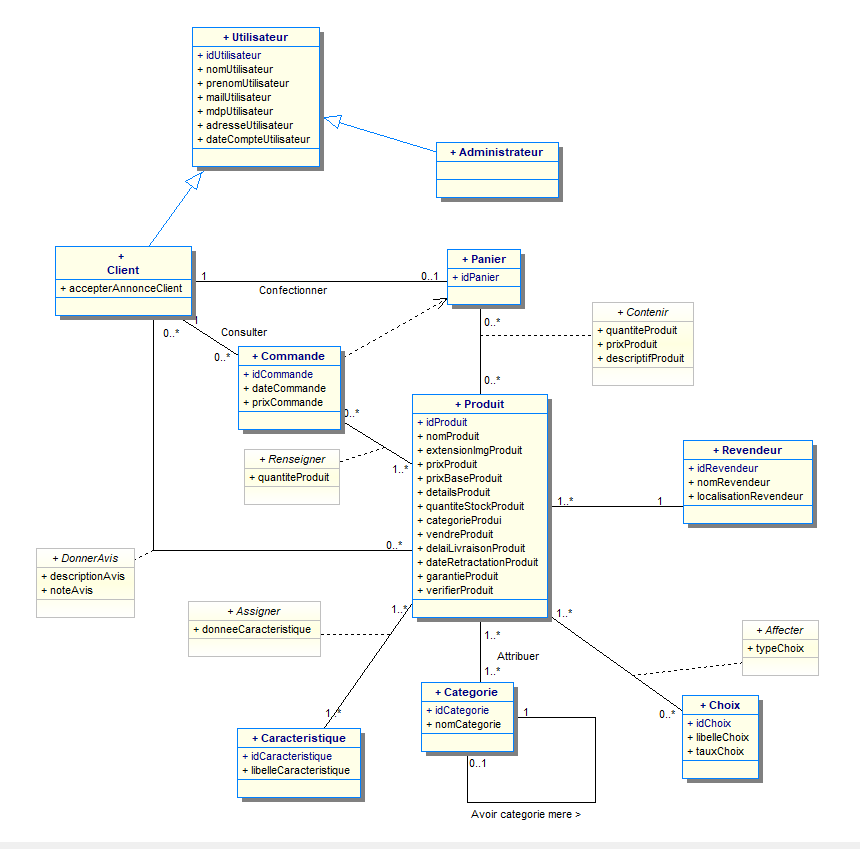 + Utilisateur
+ idUtilisateur
+ nomUtilisateur
+ prenomUtilisateur
+ mailUtilisateur
+ mdpUtilisateur
+ adresseUtilisateur
+ dateCompteUtilisateur
+ Administrateur
+
Client
+ accepterAnnonceClient
1
0..1
Confectionner
+ Panier
+ idPanier
0..*
1
Consulter
0..*
+ Commande
+ idCommande
+ dateCommande
+ prixCommande
0..*
0..*
+ Contenir
+ quantiteProduit
+ prixProduit
+ descriptifProduit
0..*
+ Renseigner
+ quantiteProduit
1..*
+ Produit
+ idProduit
+ nomProduit
+ extensionImgProduit
+ prixProduit
+ prixBaseProduit
+ detailsProduit
+ quantiteStockProduit
+ categorieProdui
+ vendreProduit
+ delaiLivraisonProduit
+ dateRetractationProduit
+ garantieProduit
+ verifierProduit
1..*
1
+ Revendeur
+ idRevendeur
+ nomRevendeur
+ localisationRevendeur
0..*
+ DonnerAvis
+ descriptionAvis
+ noteAvis
+ Assigner
+ donneeCaracteristique
1..*
1..*
1..*
Attribuer
1..*
1..*
+ Affecter
+ typeChoix
0..*
+ Caracteristique
+ idCaracteristique
+ libelleCaracteristique
+ Categorie
+ idCategorie
+ nomCategorie
1
0..1
Avoir categorie mere >
+ Choix
+ idChoix
+ libelleChoix
+ tauxChoix